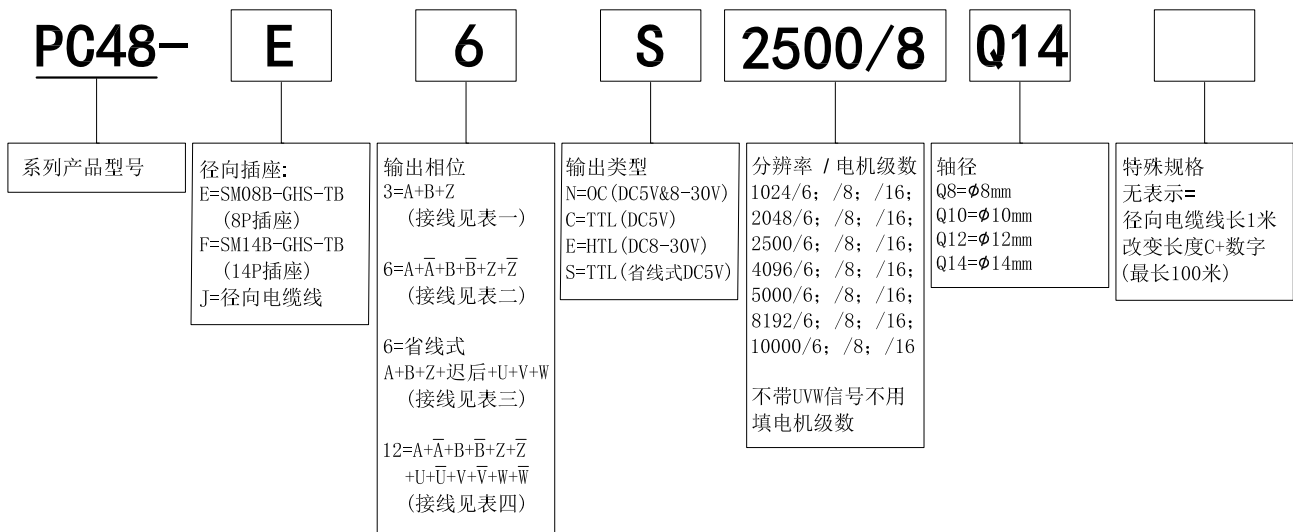 PC48- E 6 S 2500/8 Q14
系列产品型号
径向插座:
E=SM08B-GHS-TB
(8P插座)
F=SM14B-GHS-TB
(14P插座)
J=径向电缆线
输出相位
3=A+B+Z
(接线见表一)
6=A+A̅+B+B̅+Z+Z̅
(接线见表二)
6=省线式
A+B+Z+迟后+U+V+W
(接线见表三)
12=A+A̅+B+B̅+Z+Z̅
+U+U̅+V+V̅+W+W̅
(接线见表四)
输出类型
N=OC(DC5V&8-30V)
C=TTL(DC5V)
E=HTL(DC8-30V)
S=TTL(省线式DC5V)
分辨率 / 电机级数
1024/6; /8; /16;
2048/6; /8; /16;
2500/6; /8; /16;
4096/6; /8; /16;
5000/6; /8; /16;
8192/6; /8; /16;
10000/6; /8; /16
不带UVW信号不用
填电机级数
轴径
Q8=ϕ8mm
Q10=ϕ10mm
Q12=ϕ12mm
Q14=ϕ14mm
特殊规格
无表示=
径向电缆线长1米
改变长度C+数字
(最长100米)